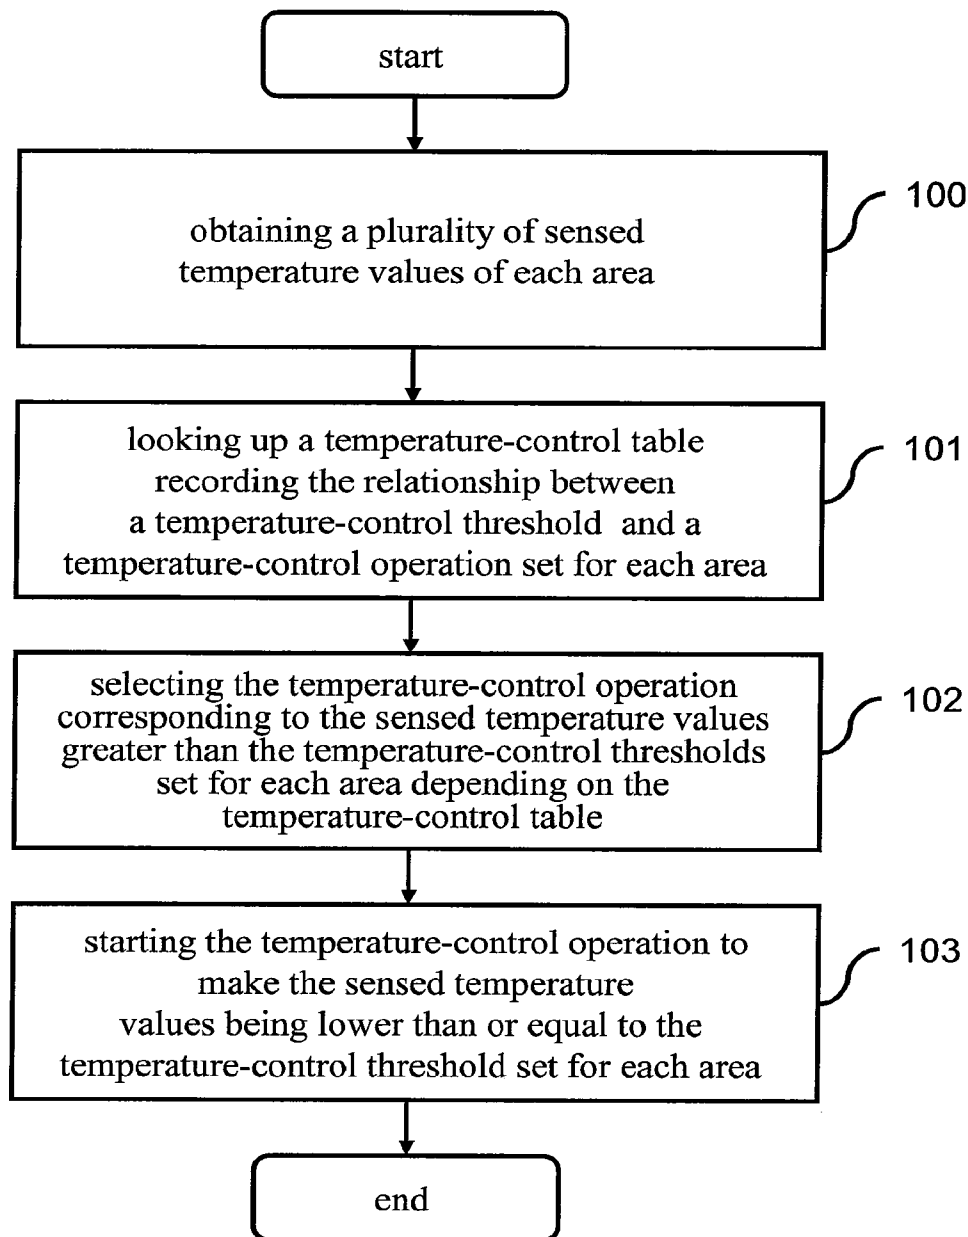 start
obtaining a plurality of sensed
temperature values of each area
100
looking up a temperature-control table
recording the relationship between
a temperature-control threshold and a
temperature-control operation set for each area
101
selecting the temperature-control operation
corresponding to the sensed temperature values
greater than the temperature-control thresholds
set for each area depending on the
temperature-control table
102
starting the temperature-control operation to
make the sensed temperature
values being lower than or equal to the
temperature-control threshold set for each area
103
end